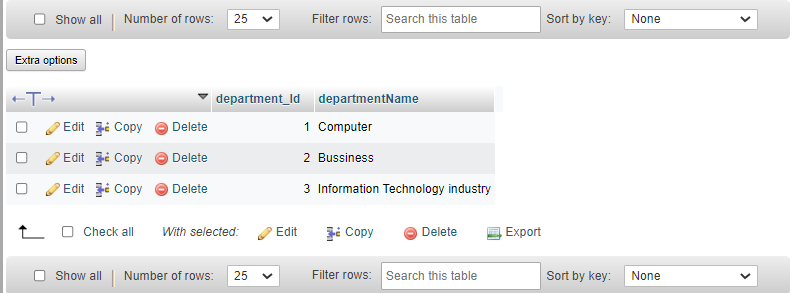 Show all Number of rows: 25 Filter rows: Search this table Sort by key: None
Extra options
department_Id departmentName
Edit Copy Delete 1 Computer
Edit Copy Delete 2 Bussiness
Edit Copy Delete 3 Information Technology industry
Check all With selected: Edit Copy Delete Export
Show all Number of rows: 25 Filter rows: Search this table Sort by key: None